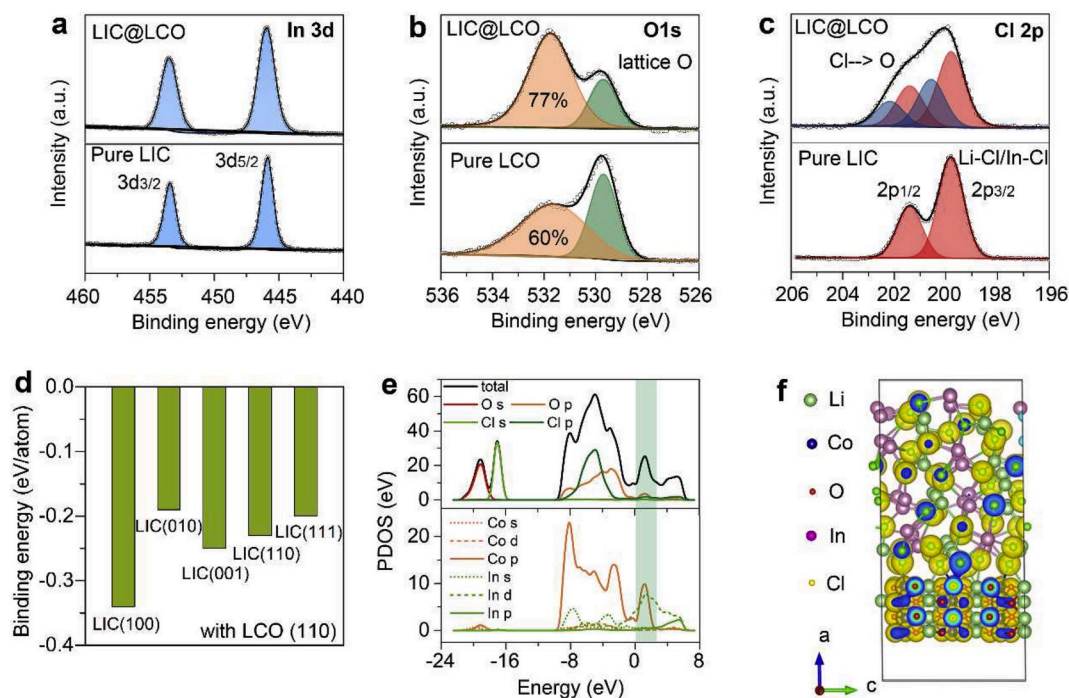 a
In 3d
LIC@LCO
Pure LIC
3d3/2
3d5/2
Intensity (a.u.)
460 455 450 445 440
Binding energy (eV)
b
O1s
LIC@LCO
lattice O
77%
Pure LCO
60%
Intensity (a.u.)
536 534 532 530 528 526
Binding energy (eV)
c
Cl 2p
LIC@LCO
Cl--> O
Pure LIC
Li-Cl/In-Cl
2p1/2
2p3/2
Intensity (a.u.)
206 204 202 200 198 196
Binding energy (eV)
d
Binding energy (eV/atom)
0.0
-0.1
-0.2
-0.3
-0.4
LIC(100)
LIC(010)
LIC(001)
LIC(110)
LIC(111)
with LCO (110)
e
PDOS (eV)
60
40
20
0
total
O s
O p
Cl s
Cl p
20
10
0
Co s
Co d
Co p
In s
In d
In p
-24 -16 -8 0 8
Energy (eV)
f
Li
Co
O
In
Cl
a
c